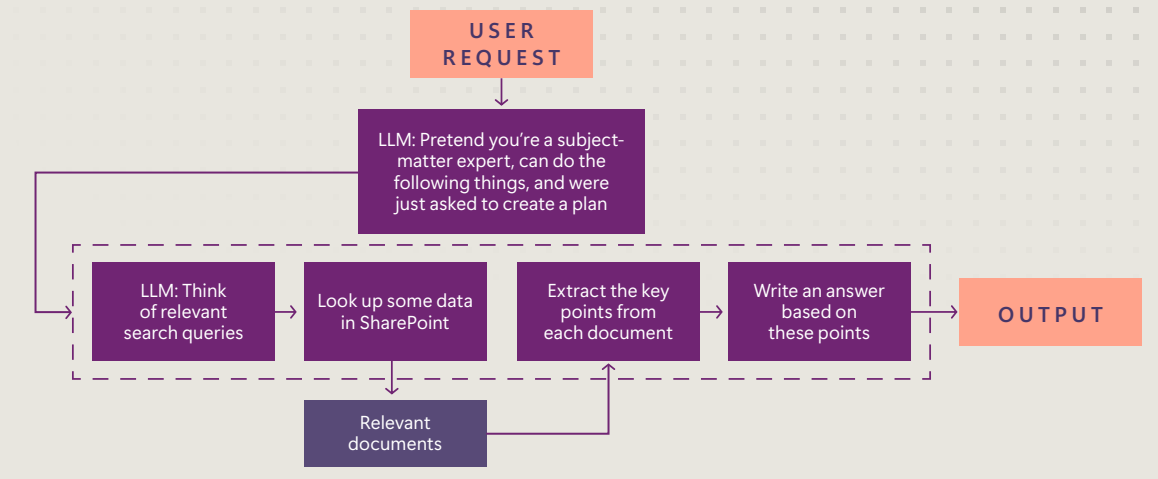 USER
REQUEST
LLM: Pretend you’re a subject-
matter expert, can do the
following things, and were
just asked to create a plan
LLM: Think
of relevant
search queries
Look up some data
in SharePoint
Extract the key
points from
each document
Write an answer
based on
these points
OUTPUT
Relevant
documents